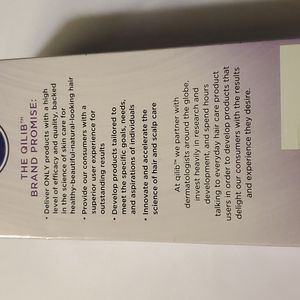 THE QILIB™
BRAND PROMISE:
• Deliver ONLY products with a high
level of efficacy and quality, backed
in the science of skin care for
healthy-beautiful-natural-looking hair
• Provide our consumers with a
superior user experience for
outstanding results
• Develop products tailored to
meet the specific goals, needs,
and aspirations of individuals
• Innovate and accelerate the
science of hair and scalp care
At qilib™ we partner with
dermatologists around the globe,
invest heavily in research and
development, and spend hours
talking to everyday hair care product
users in order to develop products that
delight our consumers with the results
and experience they desire.